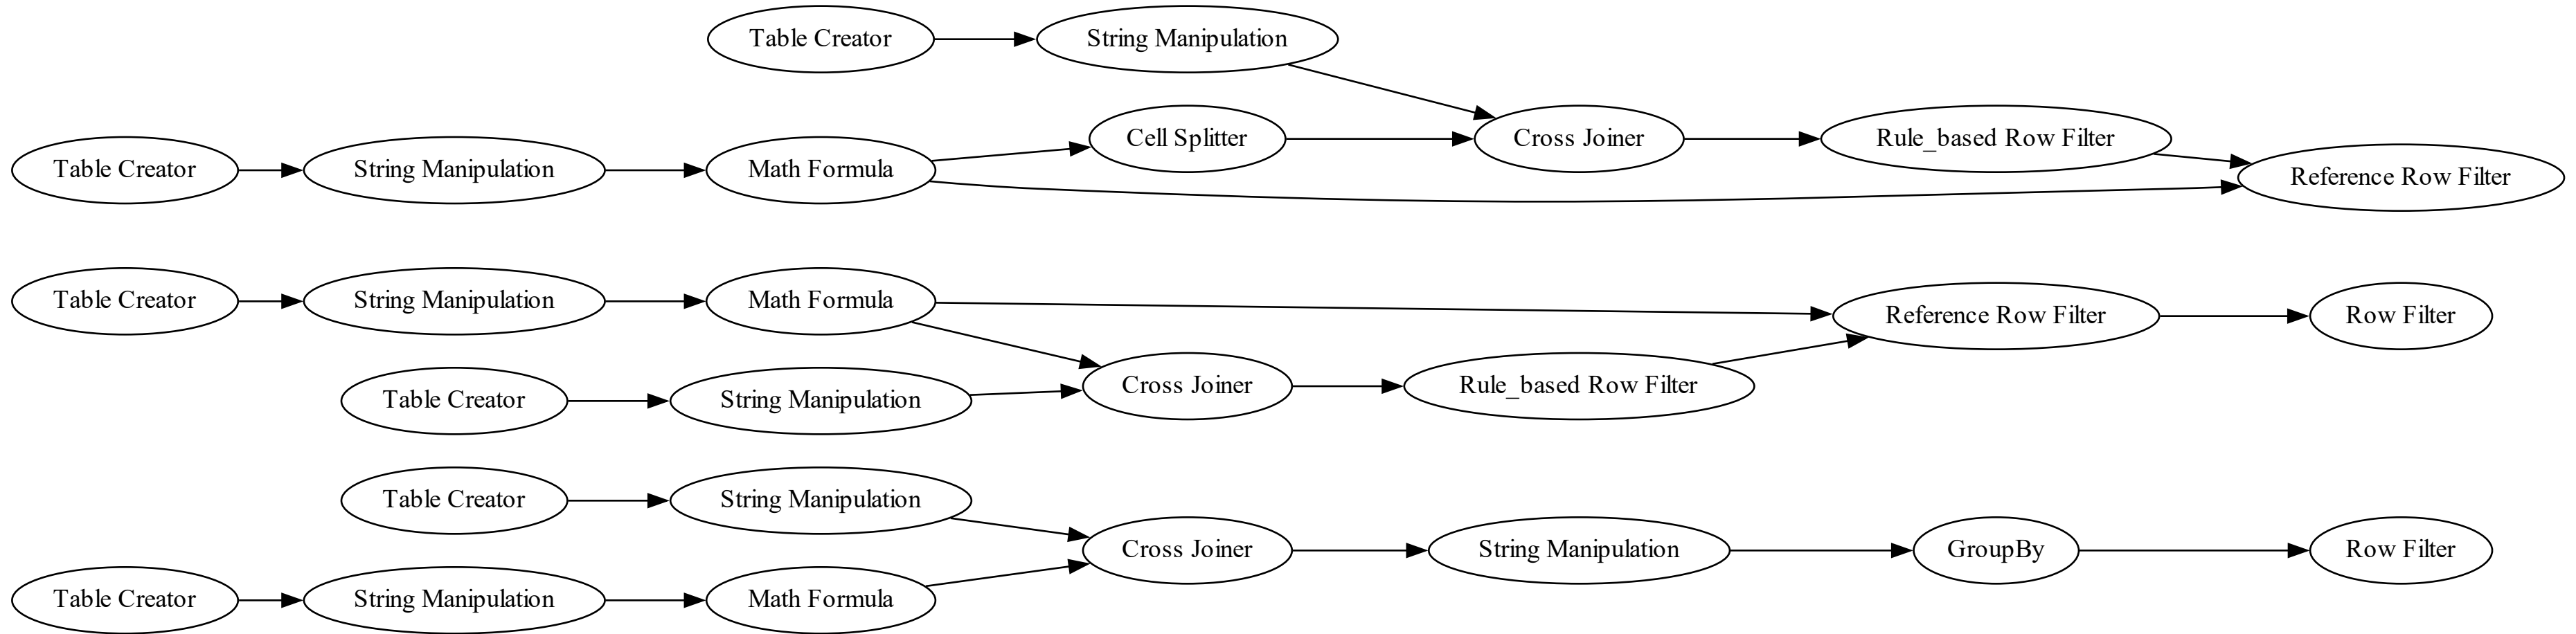 Table Creator
String Manipulation
Cell Splitter
Cross Joiner
Rule_based Row Filter
Table Creator
String Manipulation
Math Formula
Reference Row Filter
Table Creator
String Manipulation
Math Formula
Reference Row Filter
Row Filter
Table Creator
String Manipulation
Cross Joiner
Rule_based Row Filter
Table Creator
String Manipulation
Cross Joiner
String Manipulation
GroupBy
Row Filter
Table Creator
String Manipulation
Math Formula